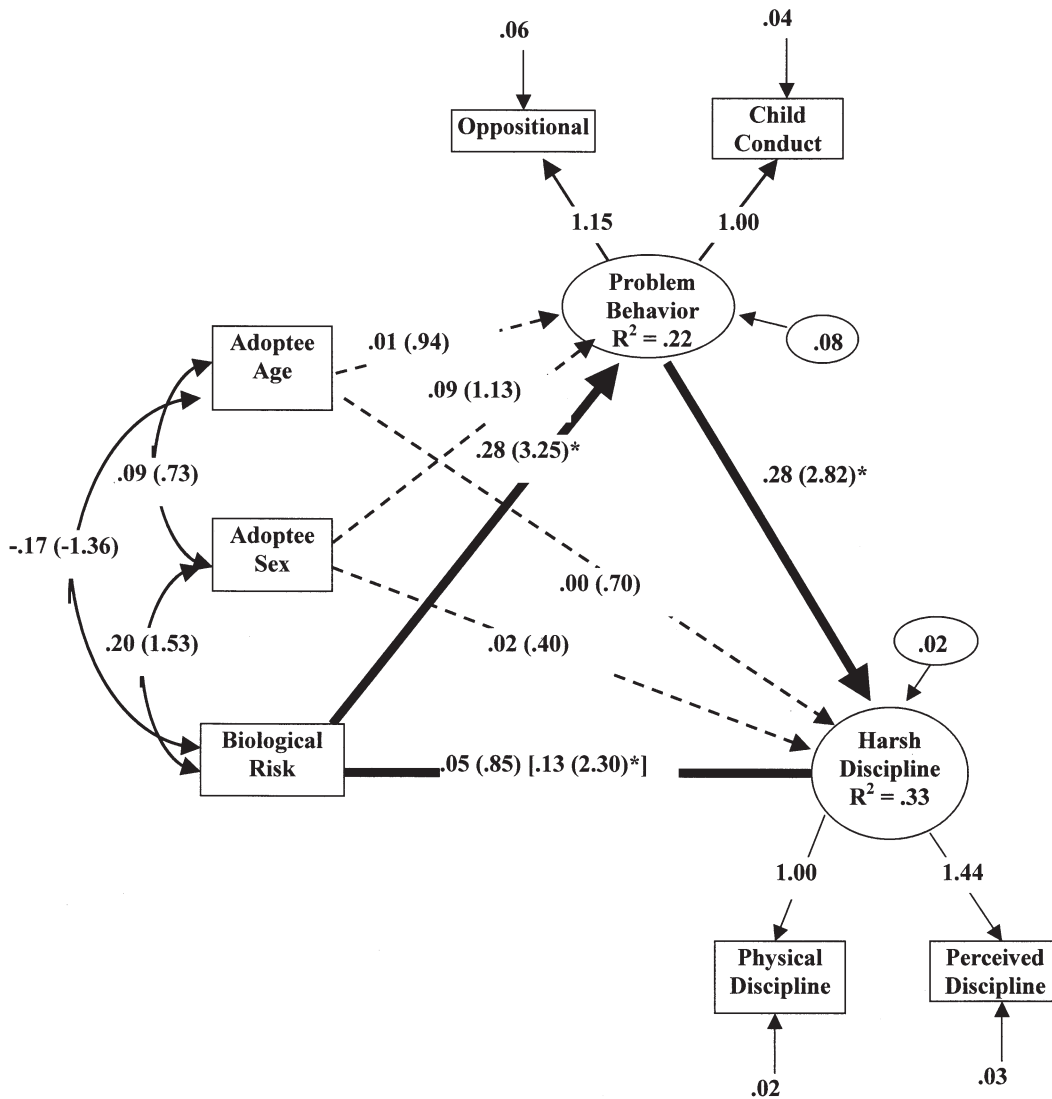 .06
.04
Oppositional
Child
Conduct
1.15
1.00
Problem
Behavior
R² = .22
.08
Adoptee
Age
.01 (.94)
.09 (1.13)
.28 (3.25)*
.09 (.73)
.28 (2.82)*
Adoptee
Sex
-.17 (-1.36)
.00 (.70)
.20 (1.53)
.02 (.40)
.02
Biological
Risk
.05 (.85) [.13 (2.30)*]
Harsh
Discipline
R² = .33
1.00
1.44
Physical
Discipline
Perceived
Discipline
.02
.03